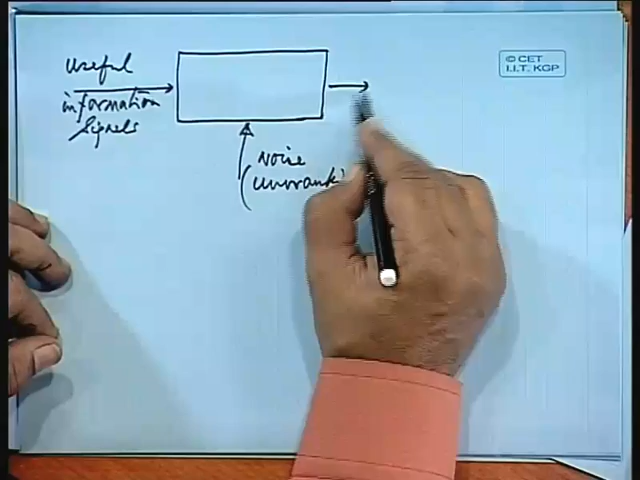 useful
information
signals
© CET
I.I.T. KGP
Noise